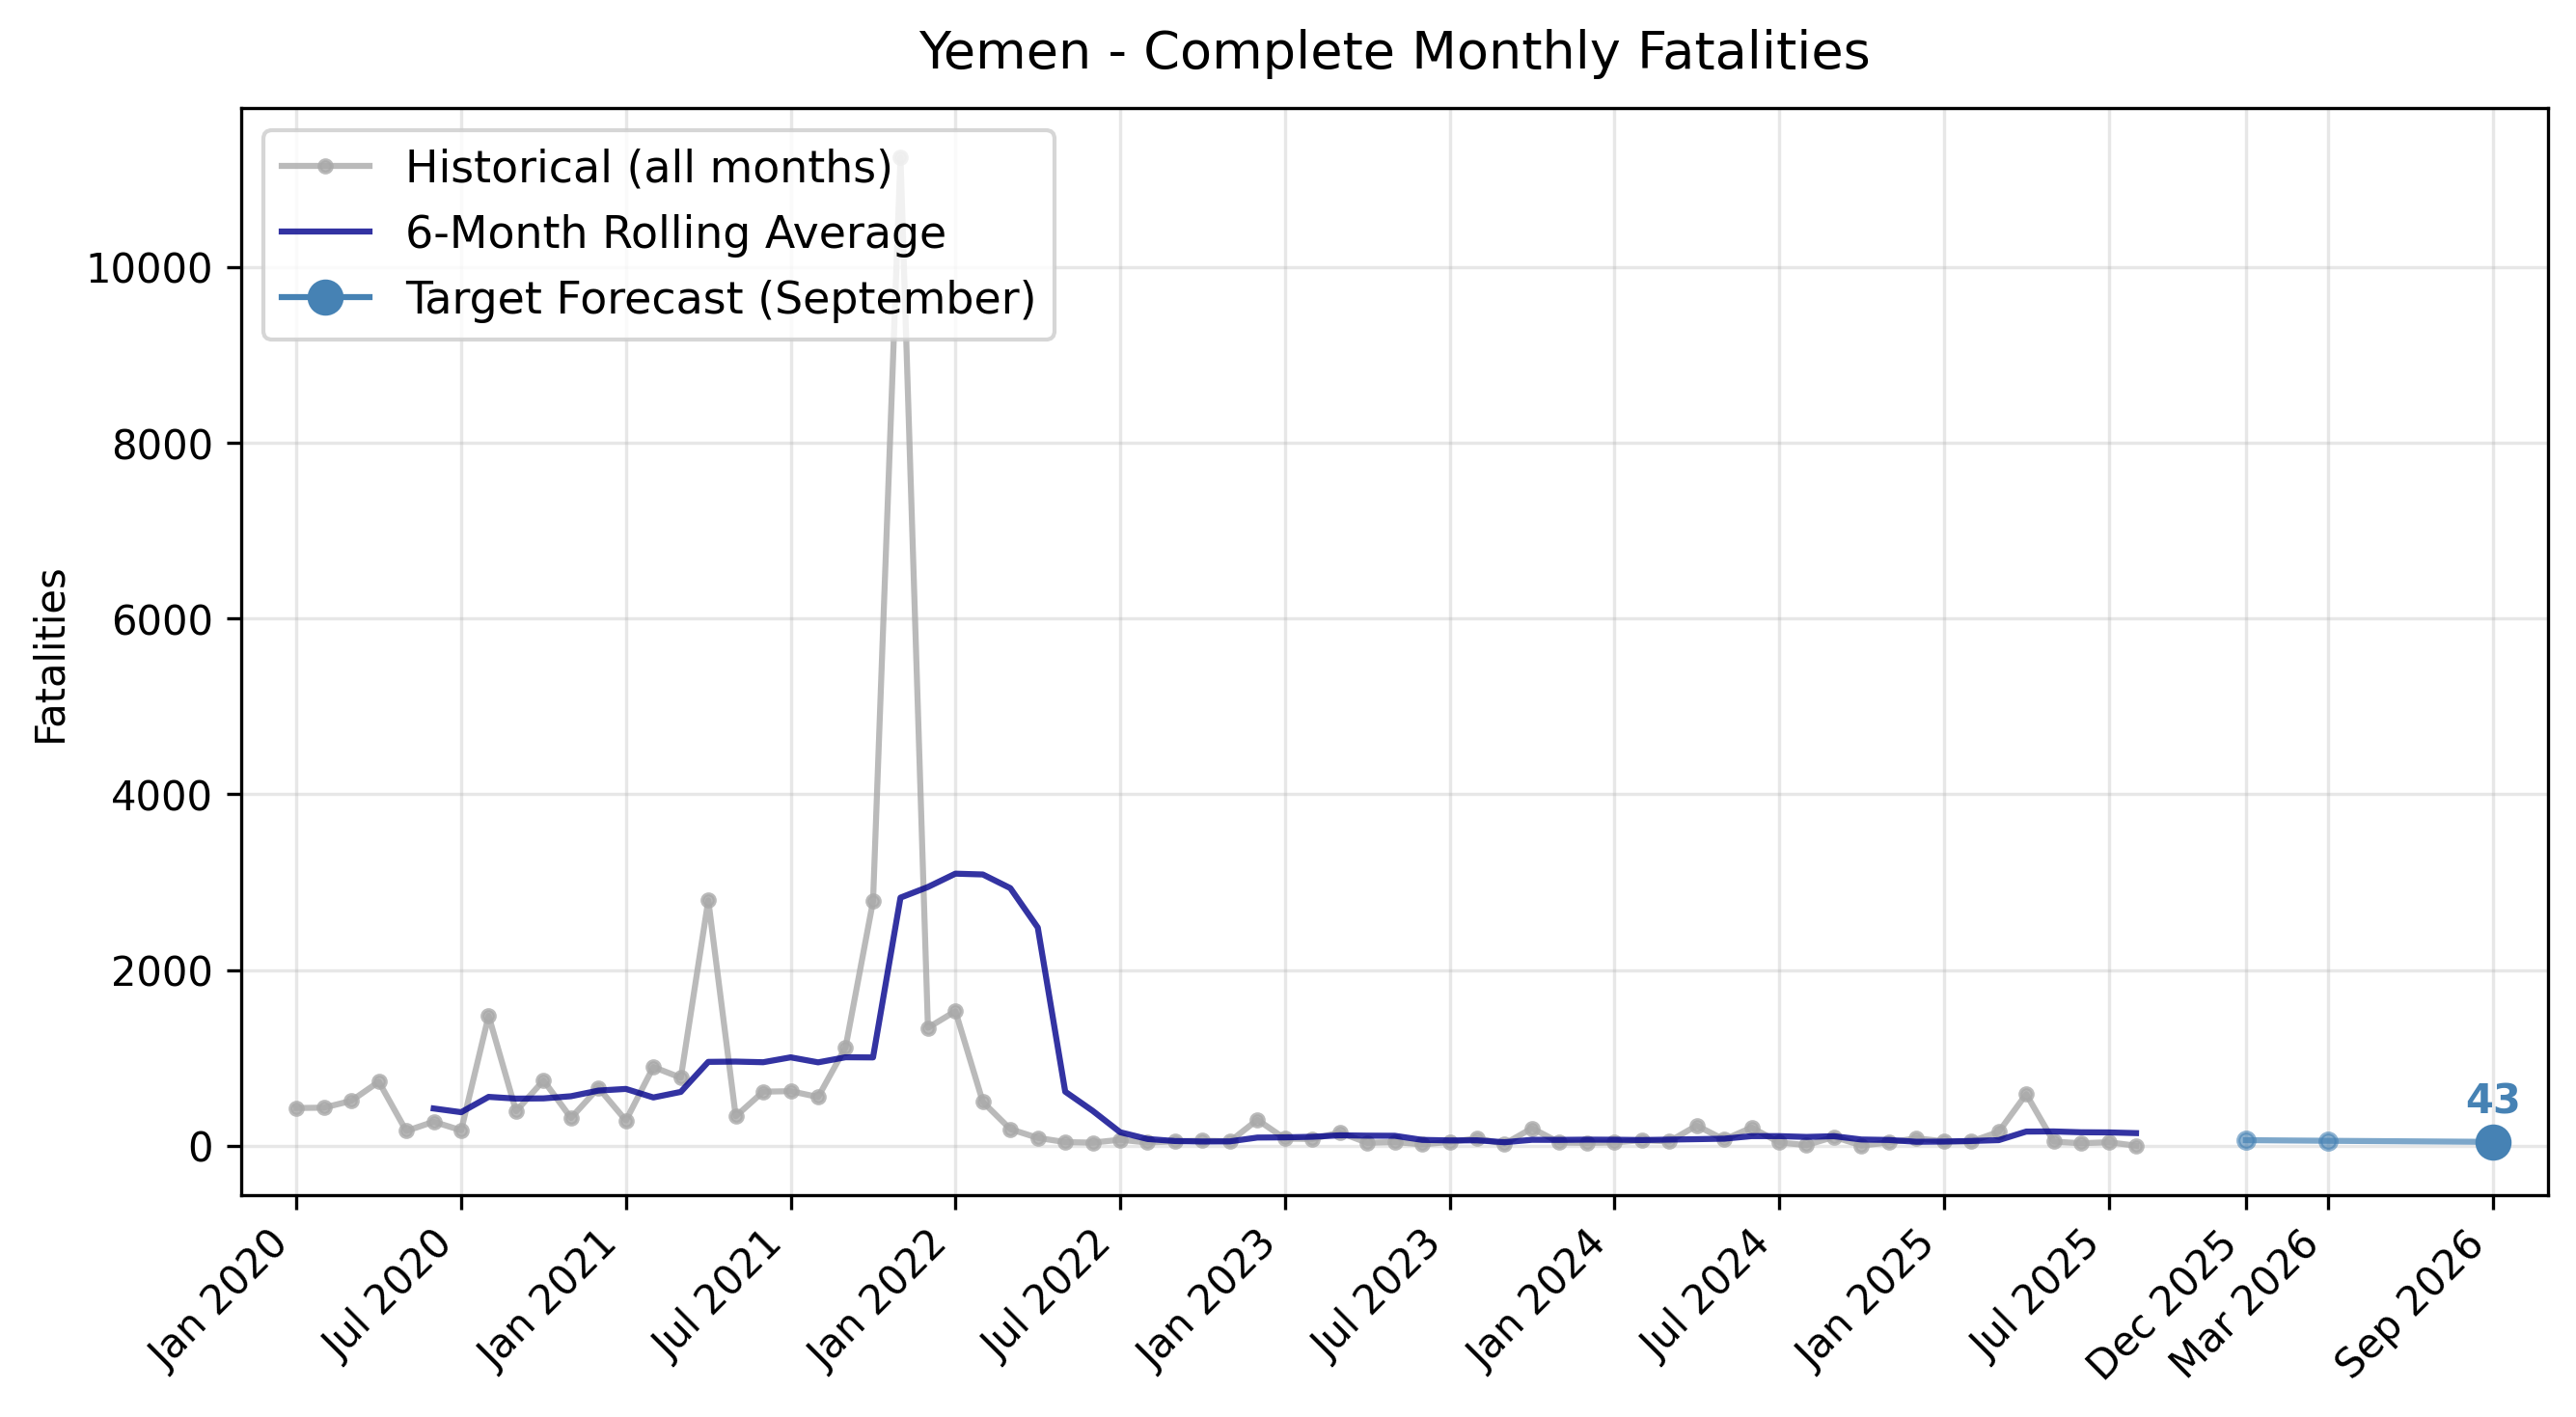 Yemen - Complete Monthly Fatalities
Historical (all months)
6-Month Rolling Average
Target Forecast (September)
Fatalities
10000
8000
6000
4000
2000
0
43
Jan 2020
Jul 2020
Jan 2021
Jul 2021
Jan 2022
Jul 2022
Jan 2023
Jul 2023
Jan 2024
Jul 2024
Jan 2025
Jul 2025
Dec 2025
Mar 2026
Sep 2026